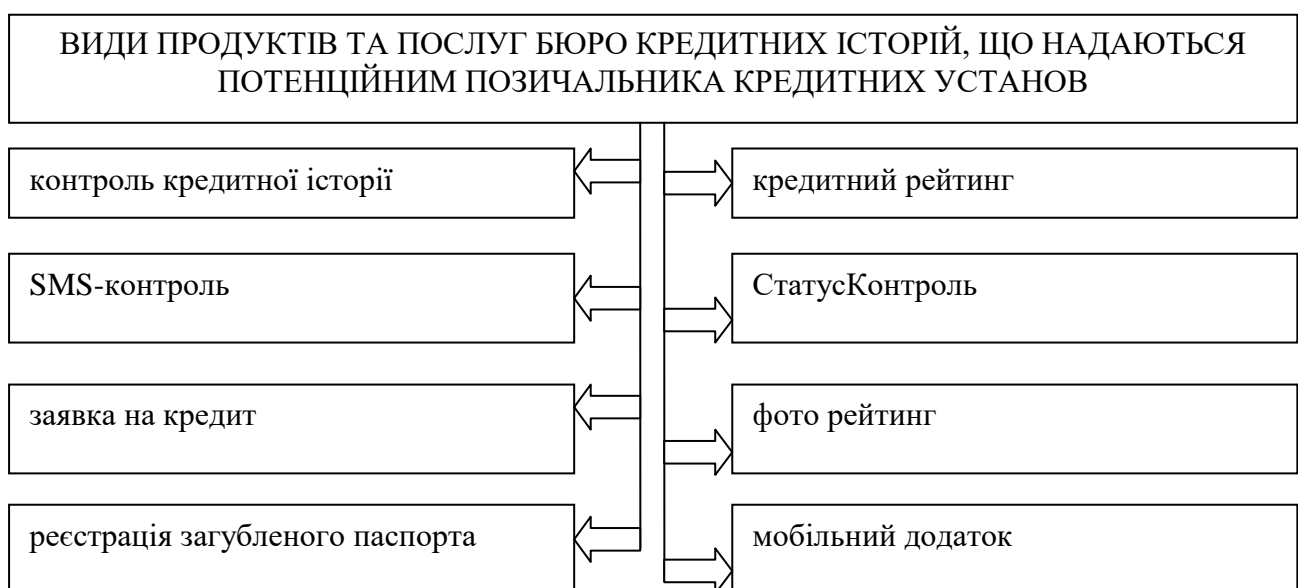 ВИДИ ПРОДУКТІВ ТА ПОСЛУГ БЮРО КРЕДИТНИХ ІСТОРІЙ, ЩО НАДАЮТЬСЯ
ПОТЕНЦІЙНИМ ПОЗИЧАЛЬНИКА КРЕДИТНИХ УСТАНОВ
контроль кредитної історії
кредитний рейтинг
SMS-контроль
СтатусКонтроль
заявка на кредит
фото рейтинг
реєстрація загубленого паспорта
мобільний додаток